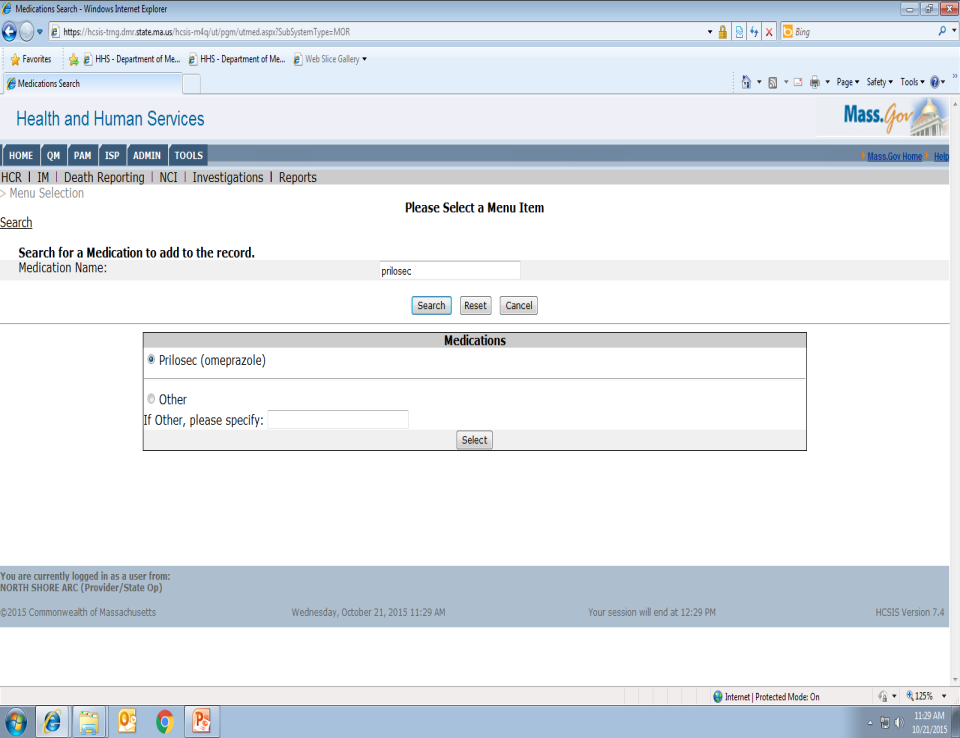 Medications Search - Windows Internet Explorer
https://hcsis-trng.dmr.state.ma.us/hcsis-m4q/ut/pgm/utmed.aspx?SubSystemType=MOR
Bing
Favorites HHS - Department of Me... HHS - Department of Me... Web Slice Gallery
Medications Search
Page Safety Tools »
Health and Human Services
Mass.Gov
HOME QM PAM ISP ADMIN TOOLS
Mass.Gov Home Help
HCR | IM | Death Reporting | NCI | Investigations | Reports
> Menu Selection
Please Select a Menu Item
Search
Search for a Medication to add to the record.
Medication Name: prilosec
Search Reset Cancel
Medications
Prilosec (omeprazole)
Other
If Other, please specify:
Select
You are currently logged in as a user from:
NORTH SHORE ARC (Provider/State Op)
©2015 Commonwealth of Massachusetts Wednesday, October 21, 2015 11:29 AM Your session will end at 12:29 PM HCSIS Version 7.4
Internet | Protected Mode: On 125%
11:29 AM
10/21/2015